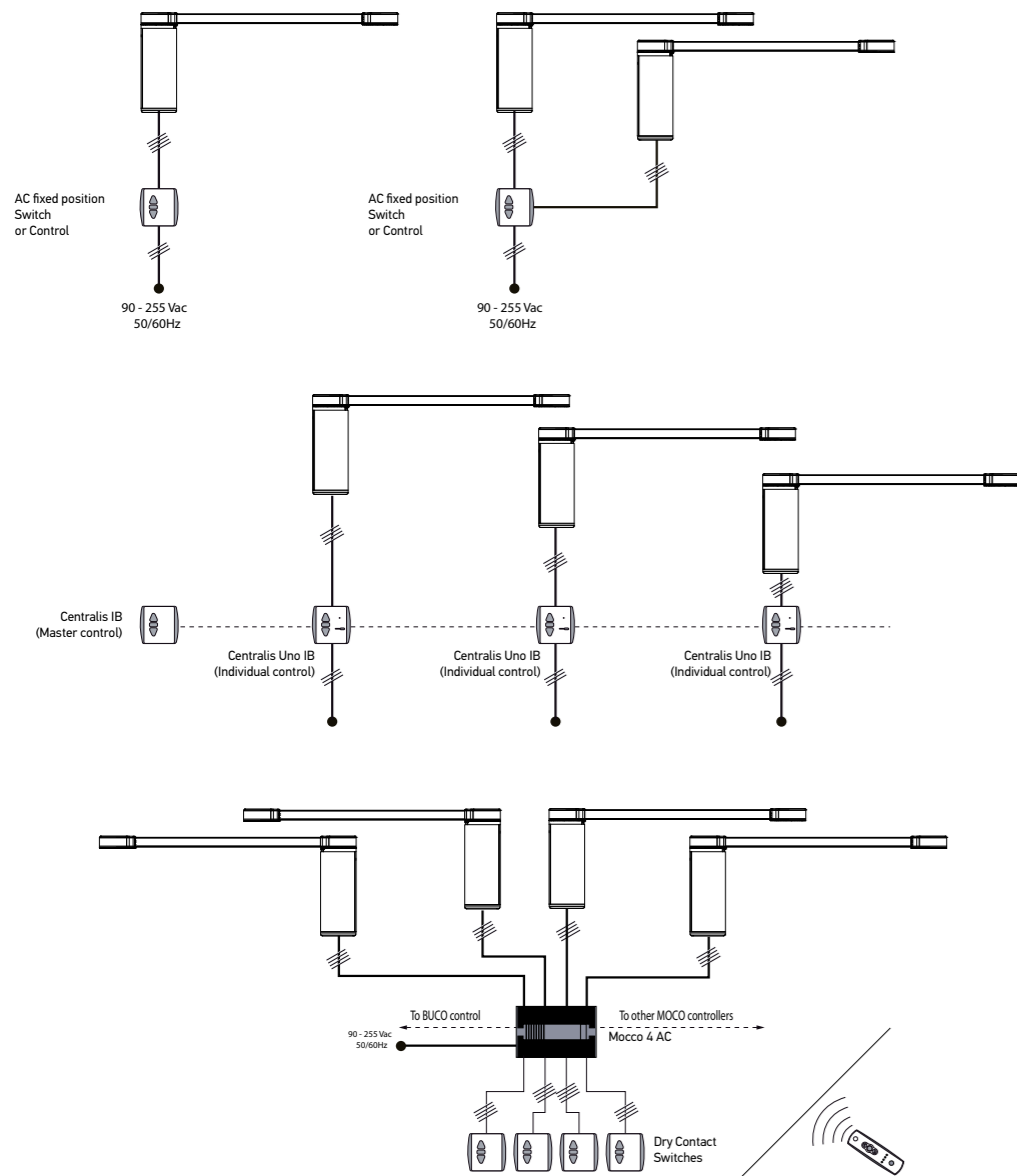 AC fixed position
Switch
or Control
90 - 255 Vac
50/60Hz
AC fixed position
Switch
or Control
90 - 255 Vac
50/60Hz
Centralis IB
(Master control)
Centralis Uno IB
(Individual control)
Centralis Uno IB
(Individual control)
Centralis Uno IB
(Individual control)
To BUCO control
To other MOCO controllers
90 - 255 Vac
50/60Hz
Mocco 4 AC
Dry Contact
Switches